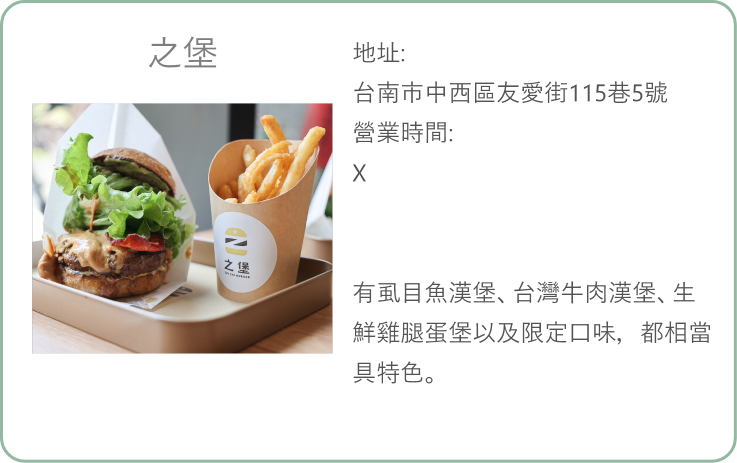 之堡
地址:
台南市中西區友愛街115巷5號
營業時間:
X
有虱目魚漢堡、台灣牛肉漢堡、生
鮮雞腿蛋堡以及限定口味，都相當
具特色。
之堡